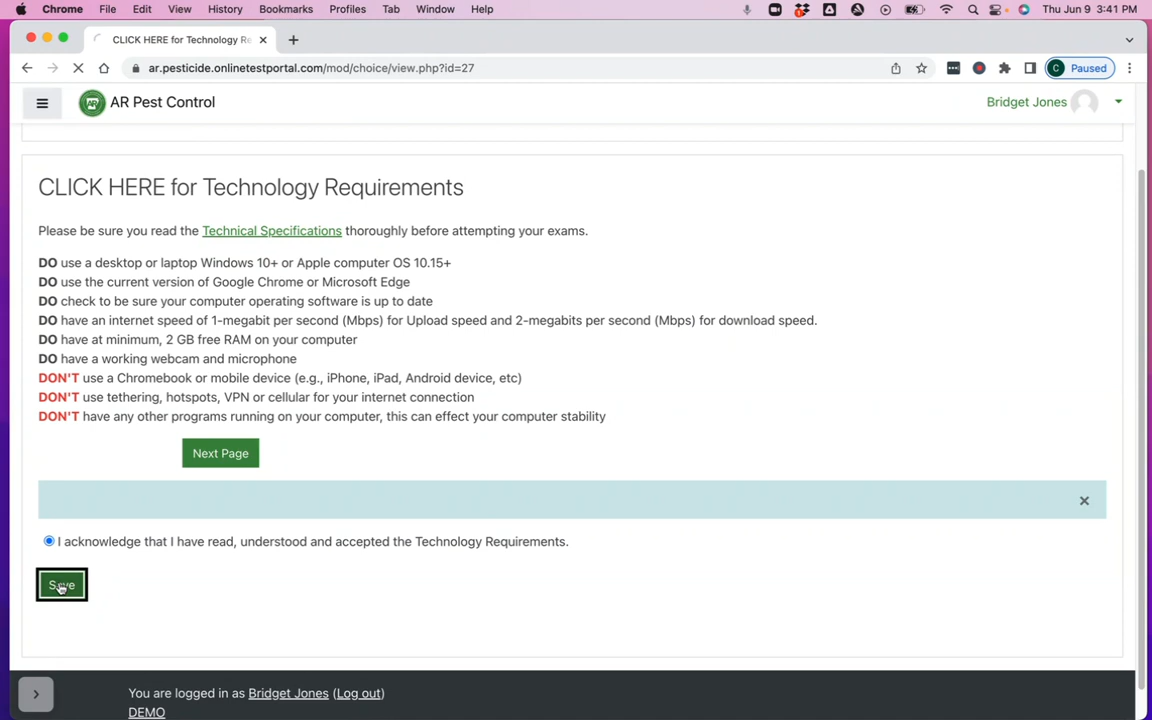 Chrome File Edit View History Bookmarks Profiles Tab Window Help Thu Jun 9 3:41 PM
CLICK HERE for Technology Re
ar.pesticide.onlinetestportal.com/mod/choice/view.php?id=27 C Paused
AR Pest Control Bridget Jones
CLICK HERE for Technology Requirements
Please be sure you read the Technical Specifications thoroughly before attempting your exams.
DO use a desktop or laptop Windows 10+ or Apple computer OS 10.15+
DO use the current version of Google Chrome or Microsoft Edge
DO check to be sure your computer operating software is up to date
DO have an internet speed of 1-megabit per second (Mbps) for Upload speed and 2-megabits per second (Mbps) for download speed.
DO have at minimum, 2 GB free RAM on your computer
DO have a working webcam and microphone
DON'T use a Chromebook or mobile device (e.g., iPhone, iPad, Android device, etc)
DON'T use tethering, hotspots, VPN or cellular for your internet connection
DON'T have any other programs running on your computer, this can effect your computer stability
Next Page
I acknowledge that I have read, understood and accepted the Technology Requirements.
Save
You are logged in as Bridget Jones (Log out)
DEMO